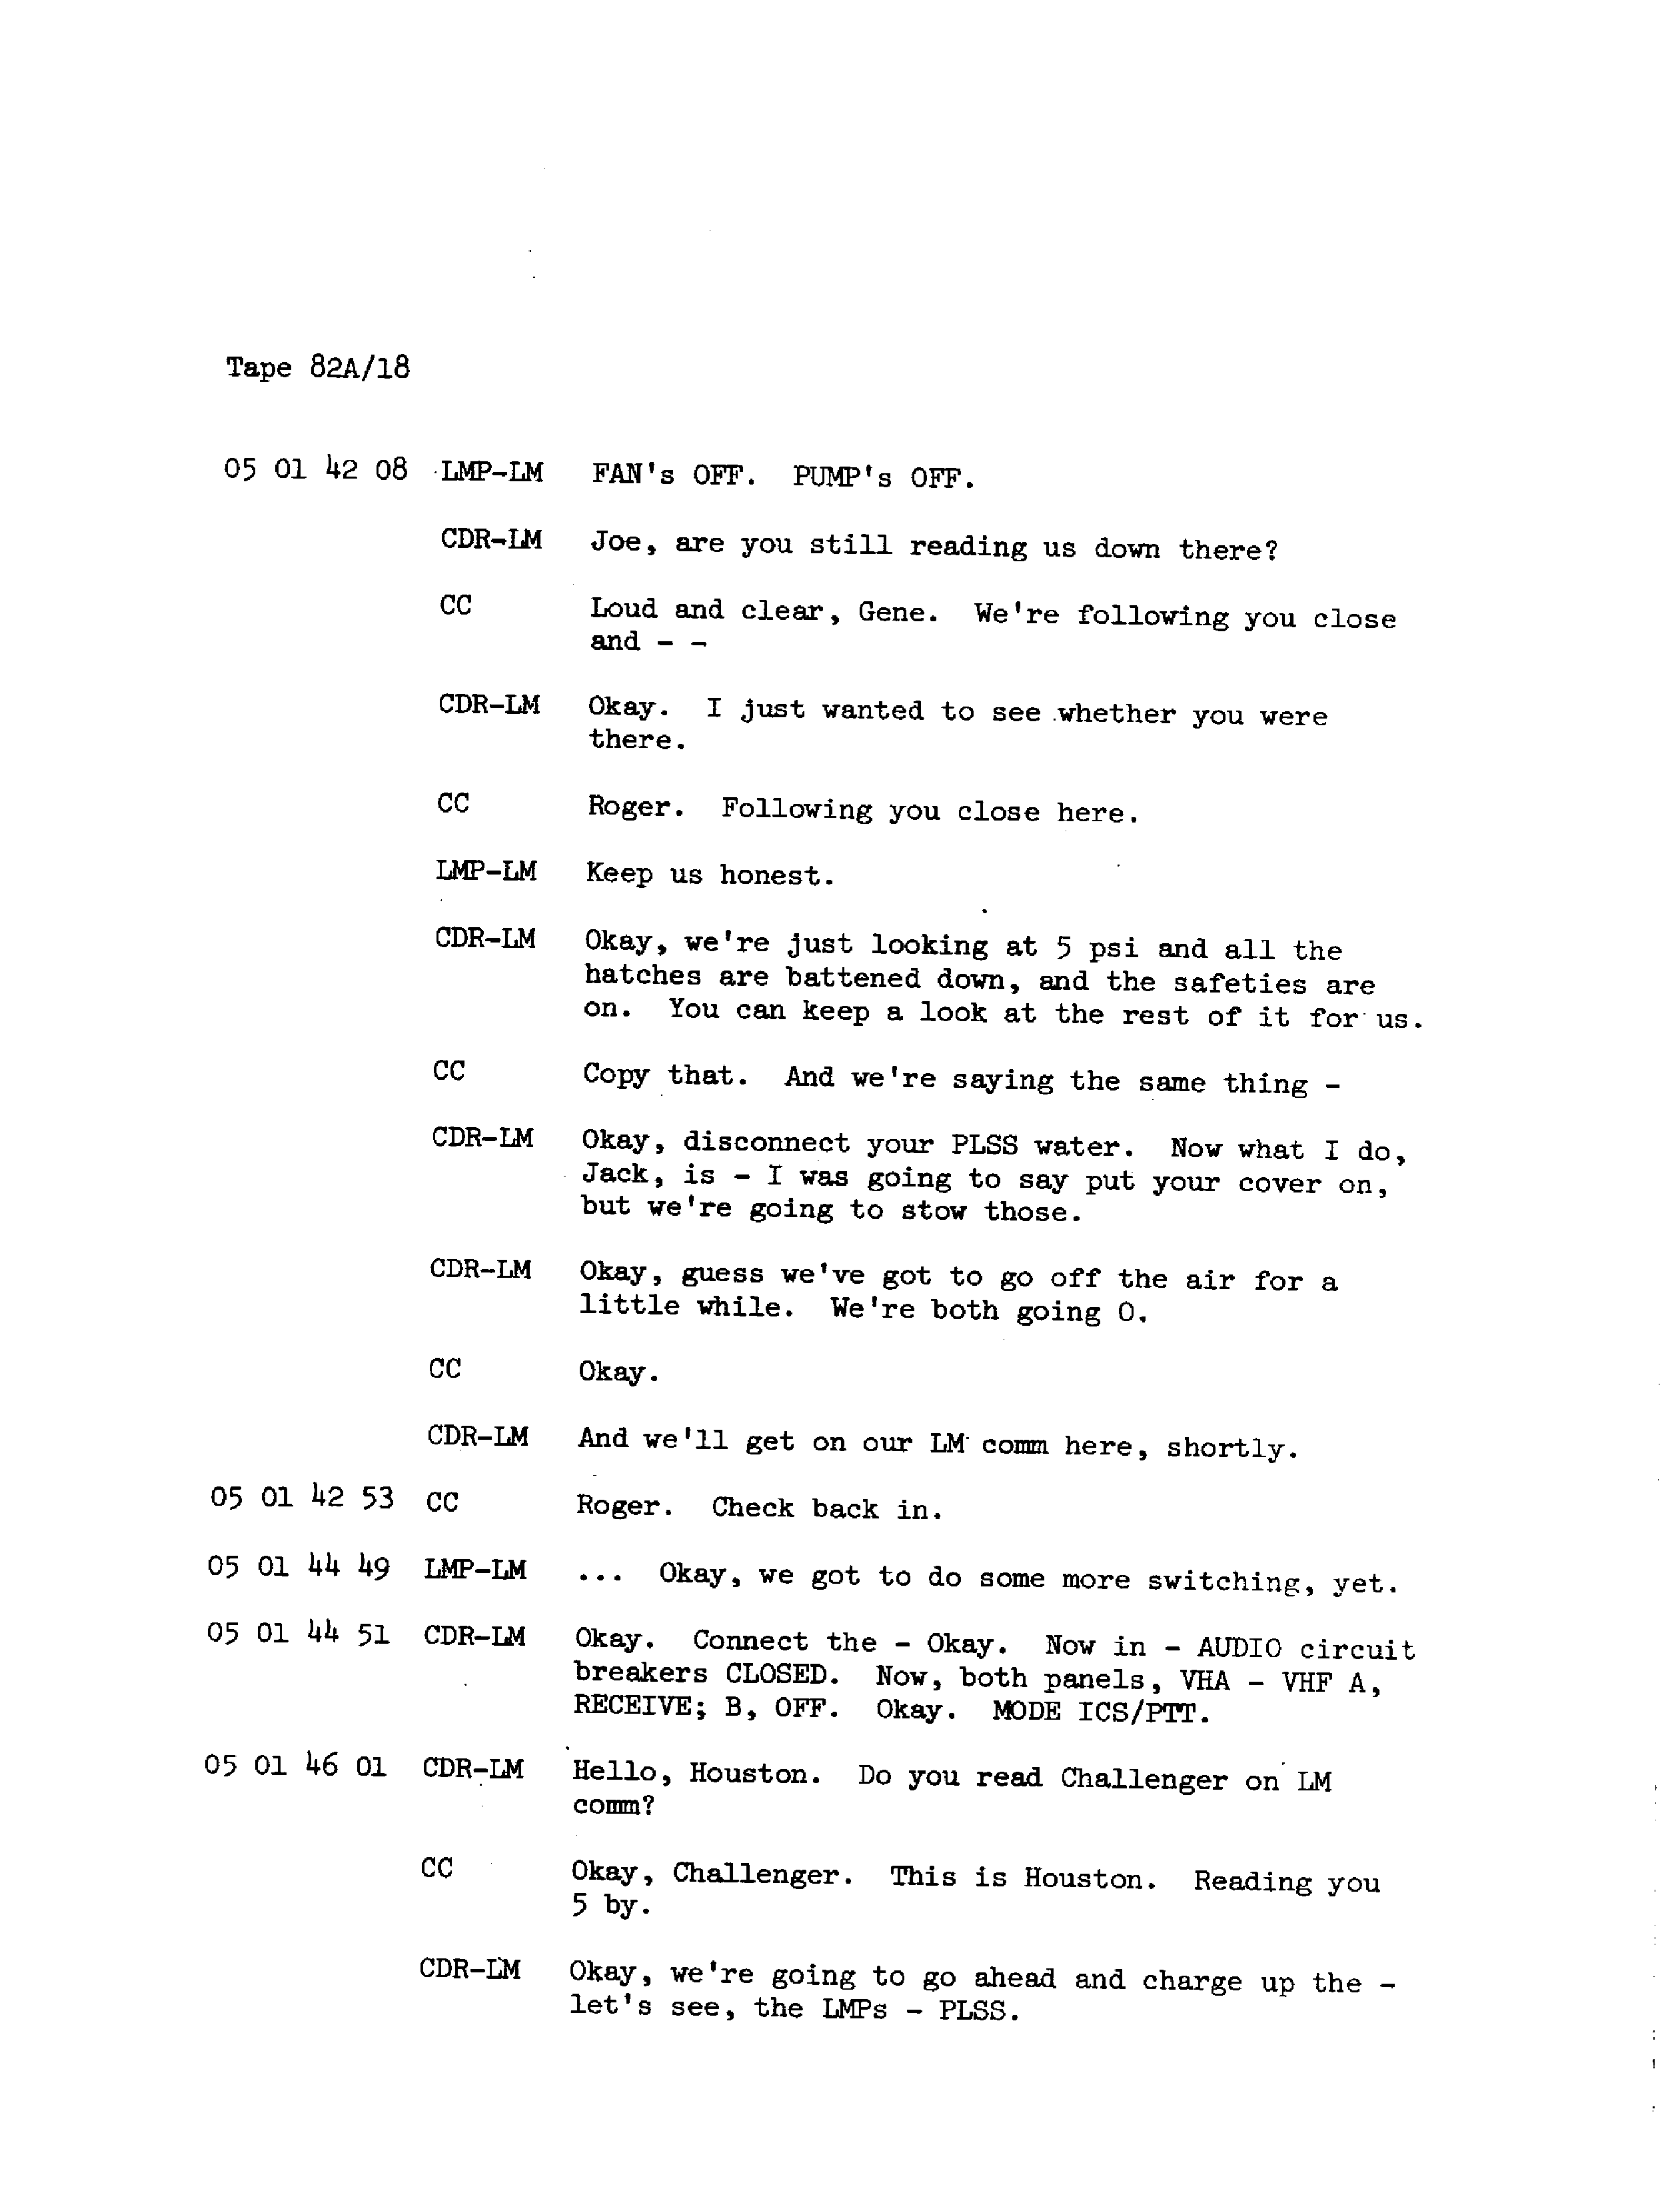 Tape 82A/18
05 01 42 08 LMP-LM FAN's OFF. PUMP's OFF.
CDR-LM Joe, are you still reading us down there?
CC Loud and clear, Gene. We're following you close
and - -
CDR-LM Okay. I just wanted to see whether you were
there.
CC Roger. Following you close here.
LMP-LM Keep us honest.
CDR-LM Okay, we're just looking at 5 psi and all the
hatches are battened down, and the safeties are
on. You can keep a look at the rest of it for us.
CC Copy that. And we're saying the same thing -
CDR-LM Okay, disconnect your PLSS water. Now what I do,
Jack, is - I was going to say put your cover on,
but we're going to stow those.
CDR-LM Okay, guess we've got to go off the air for a
little while. We're both going O.
CC Okay.
CDR-LM And we'll get on our LM comm here, shortly.
05 01 42 53 CC Roger. Check back in.
05 01 44 49 LMP-LM ... Okay, we got to do some more switching, yet.
05 01 44 51 CDR-LM Okay. Connect the - Okay. Now in - AUDIO circuit
breakers CLOSED. Now, both panels, VHA - VHF A,
RECEIVE; B, OFF. Okay. MODE ICS/PTT.
05 01 46 01 CDR-LM Hello, Houston. Do you read Challenger on LM
comm?
CC Okay, Challenger. This is Houston. Reading you
5 by.
CDR-LM Okay, we're going to go ahead and charge up the -
let's see, the LMPs - PLSS.